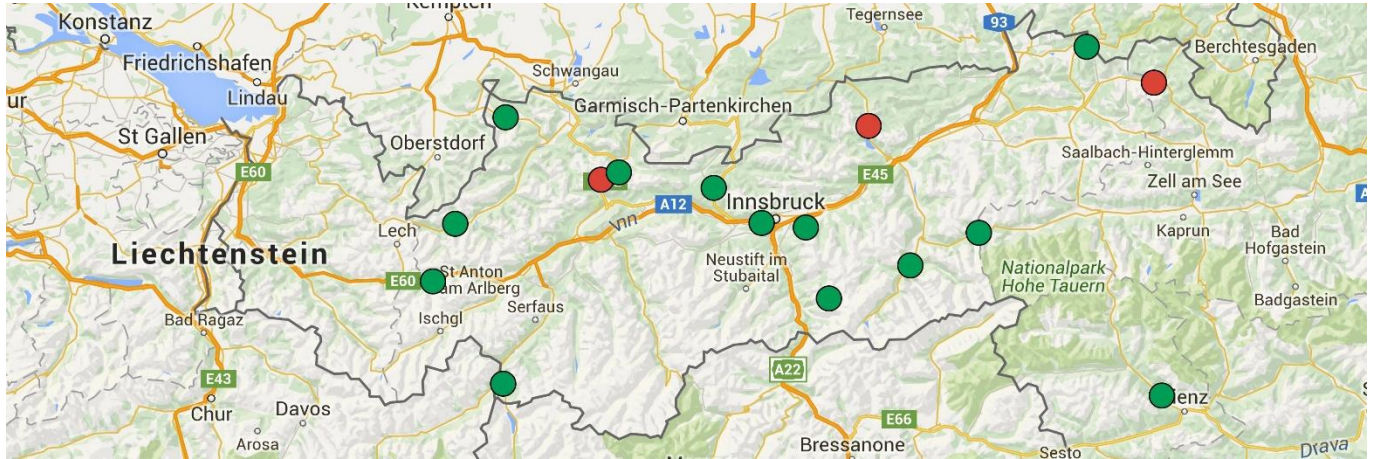 Konstanz
Kempten
Tegernsee
93
Friedrichshafen
Berchtesgaden
Lindau
Schwangau
Garmisch-Partenkirchen
St Gallen
Oberstdorf
Saalbach-Hinterglemm
E60
E45
Zell am See
A12
Innsbruck
Inn
Lech
Kaprun
Bad
Hofgastein
Liechtenstein
Neustift im
Stubaital
Nationalpark
Hohe Tauern
E60
St Anton
am Arlberg
Badgastein
Serfaus
Bad Ragaz
Ischgl
A22
E43
Chur
Davos
E66
Arosa
Bressanone
Sesto
Drava